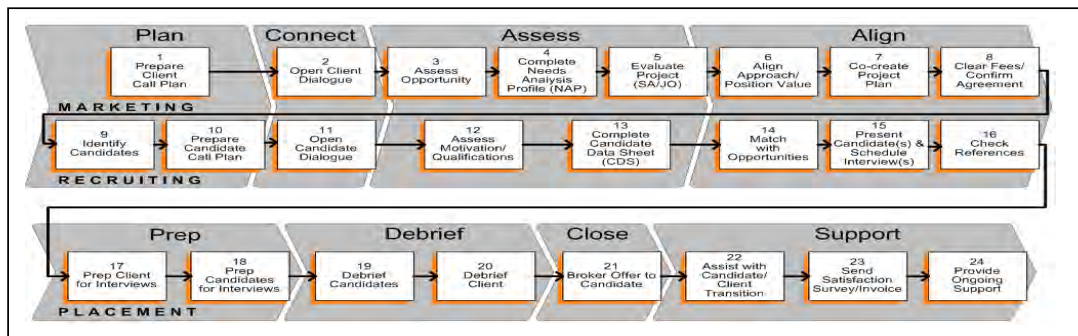 Plan
Connect
Assess
Align
1
Prepare
Client
Call Plan
2
Open Client
Dialogue
3
Assess
Opportunity
4
Complete
Needs
Analysis
Profile (NAP)
5
Evaluate
Project
(SA/JO)
6
Align
Approach/
Position Value
7
Co-create
Project
Plan
8
Clear Fees/
Confirm
Agreement
MARKETING
9
Identify
Candidates
10
Prepare
Candidate
Call Plan
11
Open
Candidate
Dialogue
12
Assess
Motivation/
Qualifications
13
Complete
Candidate
Data Sheet
(CDS)
14
Match
with
Opportunities
15
Present
Candidate(s) &
Schedule
Interview(s)
16
Check
References
RECRUITING
Prep
Debrief
Close
Support
17
Prep Client
for Interviews
18
Prep
Candidates
for Interviews
19
Debrief
Candidates
20
Debrief
Client
21
Broker Offer to
Candidate
22
Assist with
Candidate/
Client
Transition
23
Send
Satisfaction
Survey/Invoice
24
Provide
Ongoing
Support
PLACEMENT